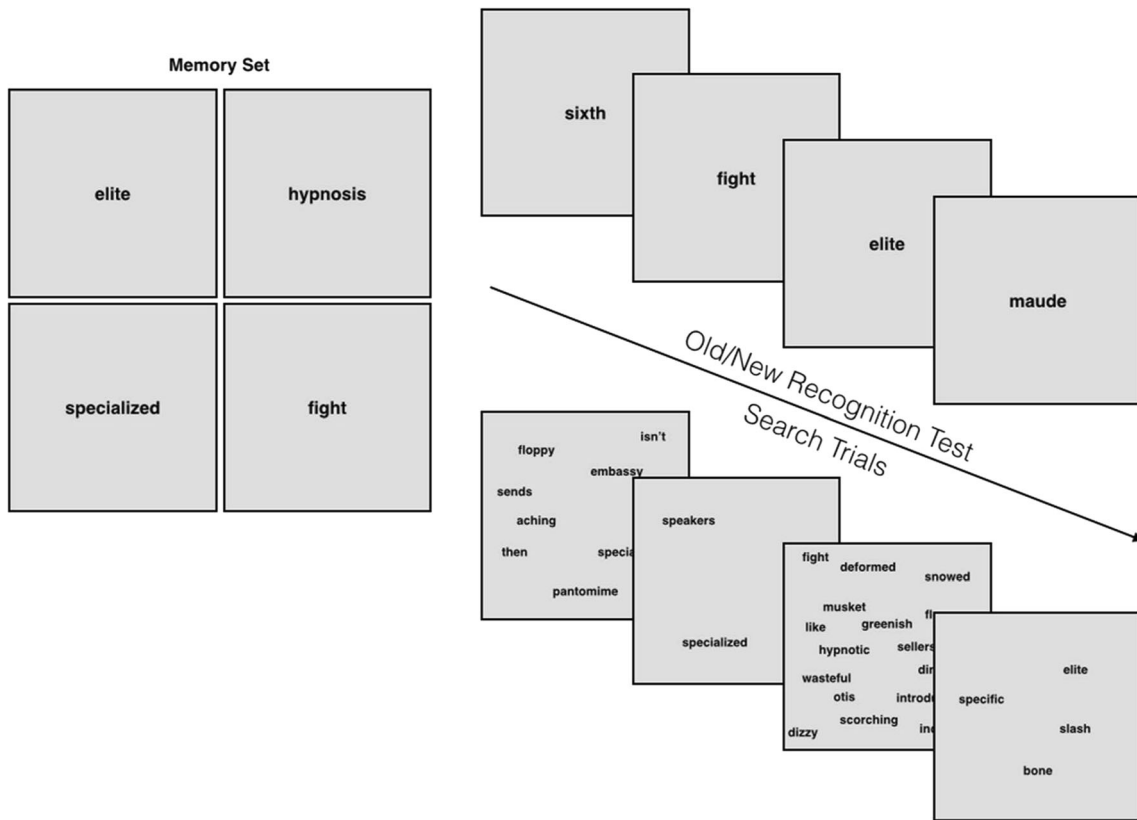 Memory Set
elite
hypnosis
specialized
fight
sixth
fight
elite
maude
Old/New Recognition Test
Search Trials
isn't
floppy
embassy
sends
aching
then
pantomime
speakers
specialized
fight
deformed
snowed
musket
like
greenish
hypnotic
sellers
wasteful
otis
scorching
dizzy
elite
specific
slash
bone